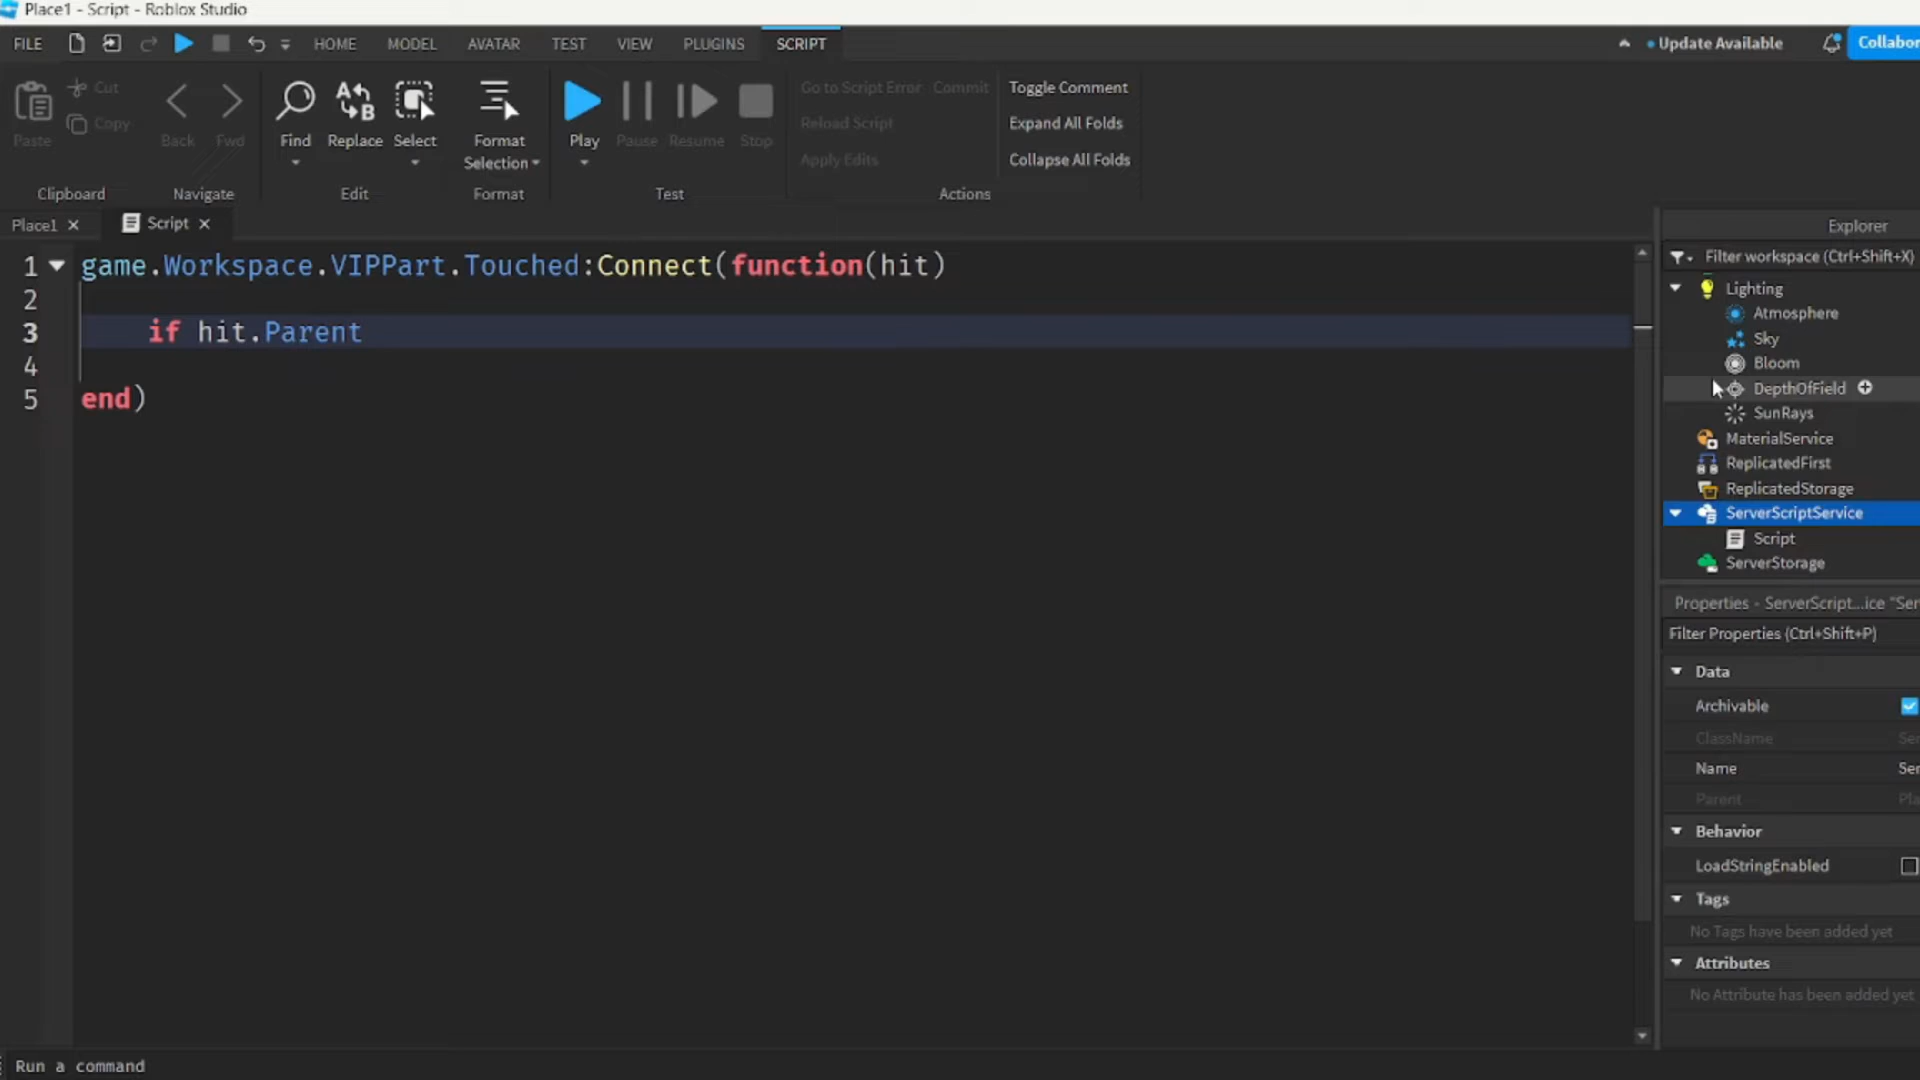 Place1 - Script - Roblox Studio
FILE HOME MODEL AVATAR TEST VIEW PLUGINS SCRIPT Update Available Collabor
Paste Cut Copy
Back Fwd
Find Replace Select
Format Selection
Play Pause Resume Stop
Go to Script Error Commit
Reload Script
Apply Edits
Toggle Comment
Expand All Folds
Collapse All Folds
Clipboard Navigate Edit Format Test Actions
Place1 Script
1 game.Workspace.VIPPart.Touched:Connect(function(hit)
2
3 if hit.Parent
4
5 end)
Explorer
Filter workspace (Ctrl+Shift+X)
Lighting
Atmosphere
Sky
Bloom
DepthOfField
SunRays
MaterialService
ReplicatedFirst
ReplicatedStorage
ServerScriptService
Script
ServerStorage
Properties - ServerScript...ice "Ser
Filter Properties (Ctrl+Shift+P)
Data
Archivable
ClassName Ser
Name Ser
Parent Pla
Behavior
LoadStringEnabled
Tags
No Tags have been added yet
Attributes
No Attribute has been added yet
Run a command